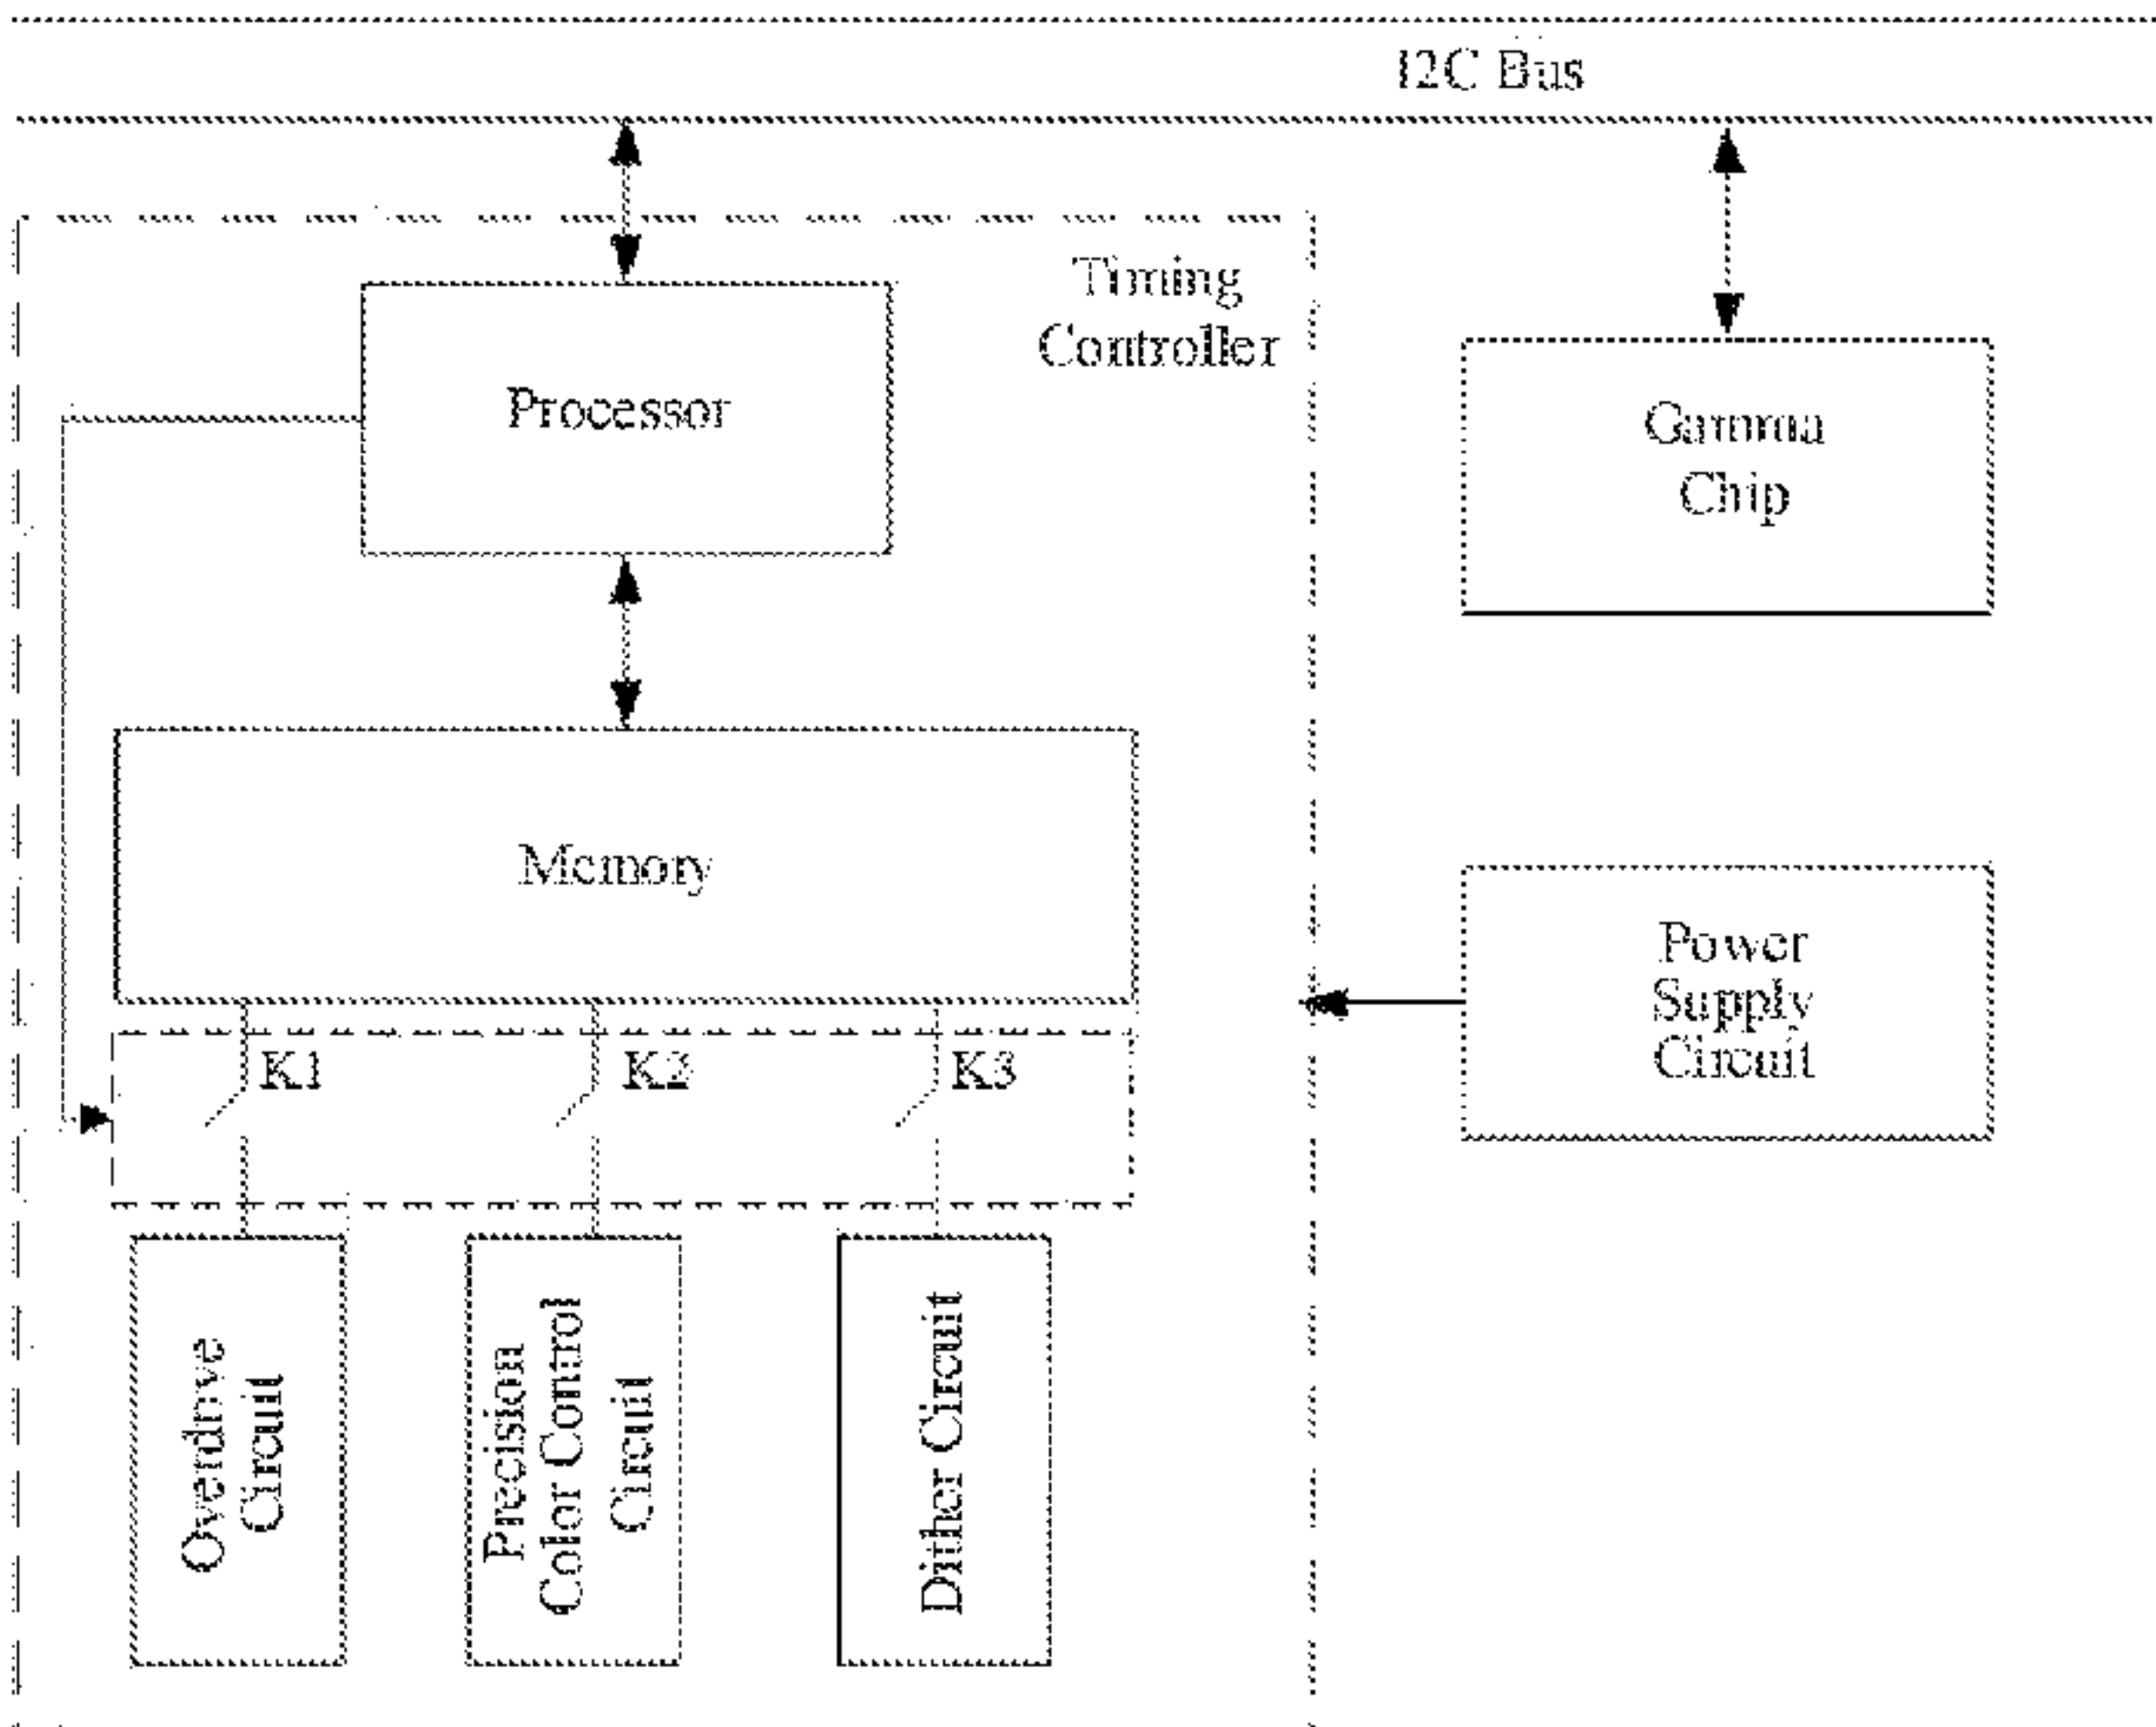 I2C Bus
Timing
Controller
Processor
Gamma
Chip
Memory
Power
Supply
Circuit
K1
K2
K3
Overdrive
Circuit
Precision
Color Control
Circuit
Dither Circuit